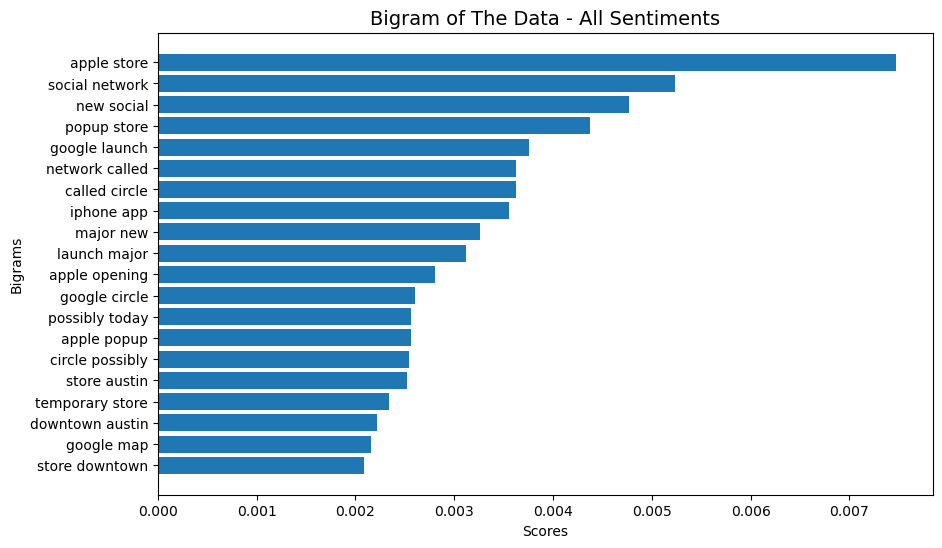 Bigram of The Data - All Sentiments
apple store
social network
new social
popup store
google launch
network called
called circle
iphone app
major new
launch major
apple opening
google circle
possibly today
apple popup
circle possibly
store austin
temporary store
downtown austin
google map
store downtown
Bigrams
0.000 0.001 0.002 0.003 0.004 0.005 0.006 0.007
Scores